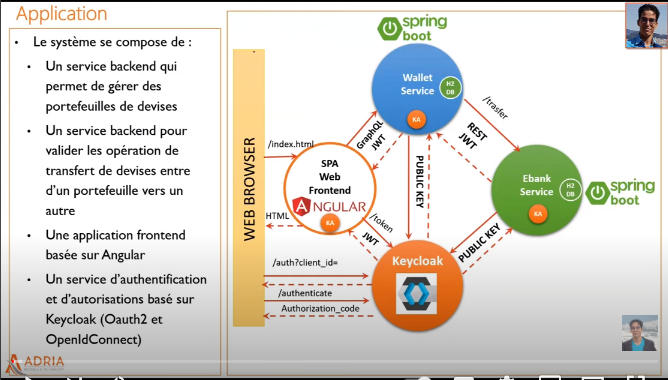 Application
• Le système se compose de :
• Un service backend qui
permet de gérer des
portefeuilles de devises
• Un service backend pour
valider les opération de
transfert de devises entre
d'un portefeuille vers un
autre
• Une application frontend
basée sur Angular
• Un service d'authentification
et d'autorisations basé sur
Keycloak (Oauth2 et
OpenIdConnect)
ADRIA
WEB BROWSER
spring
boot
Wallet
Service
H2
DB
KA
/index.html
GraphQL
JWT
/trasfer
REST
JWT
SPA
Web
Frontend
ANGULAR
KA
HTML
PUBLIC KEY
Ebank
Service
H2
DB
KA
spring
boot
/token
JWT
PUBLIC KEY
Keycloak
/auth?client_id=
/authenticate
Authorization_code